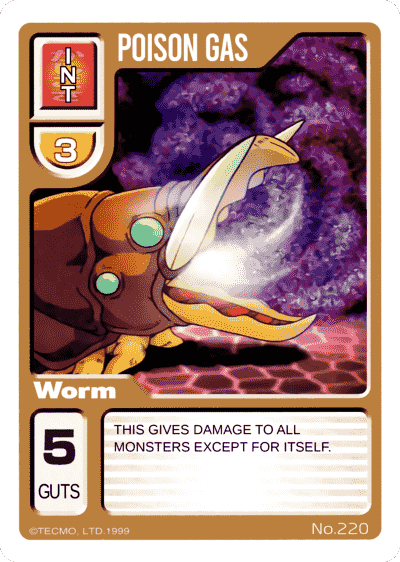 POISON GAS
INT
3
Worm
5
GUTS
THIS GIVES DAMAGE TO ALL
MONSTERS EXCEPT FOR ITSELF.
©TECMO, LTD.1999
No.220